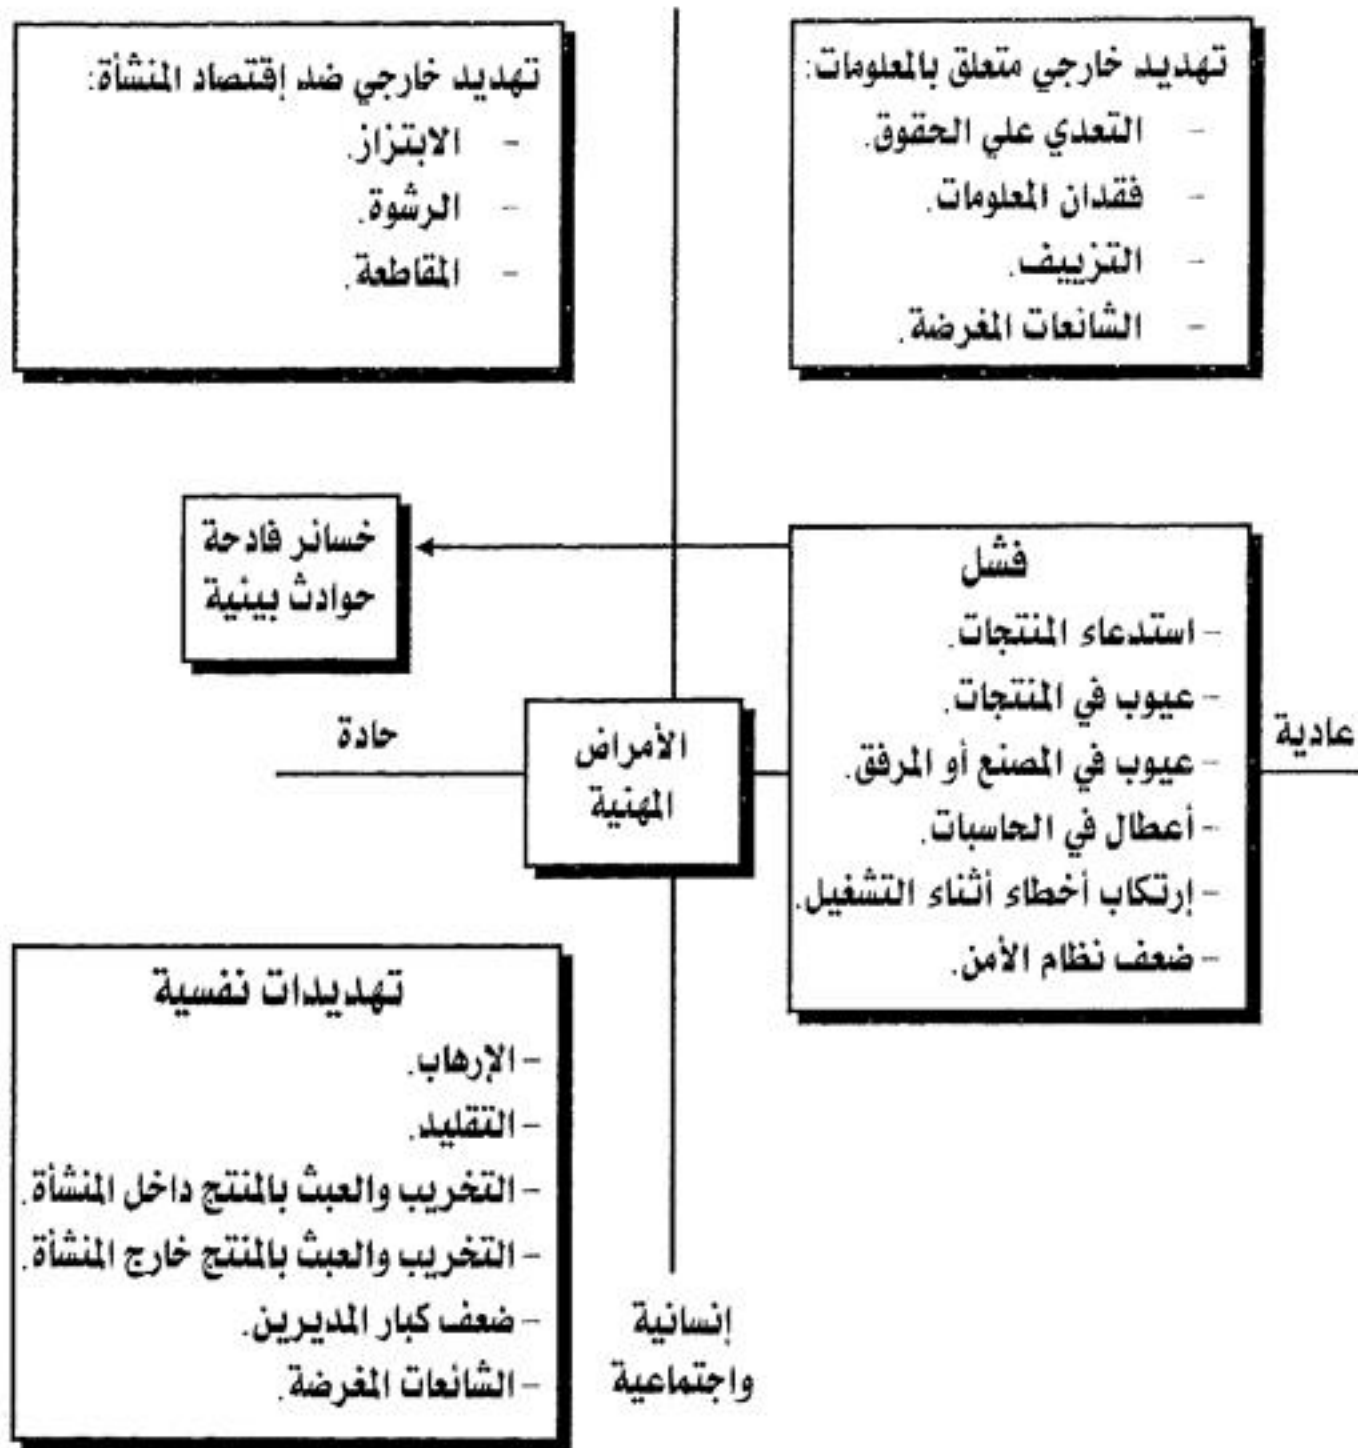 تهديد خارجي متعلق بالمعلومات:
- التعدي علي الحقوق.
- فقدان المعلومات.
- التزييف.
- الشائعات المغرضة.
تهديد خارجي ضد إقتصاد المنشأة:
- الابتزاز.
- الرشوة.
- المقاطعة.
خسائر فادحة
حوادث بيئية
فشل
- استدعاء المنتجات.
- عيوب في المنتجات.
- عيوب في المصنع أو المرفق.
- أعطال في الحاسبات.
- إرتكاب أخطاء أثناء التشغيل.
- ضعف نظام الأمن.
عادية
الأمراض
المهنية
حادة
تهديدات نفسية
- الإرهاب.
- التقليد.
- التخريب والعبث بالمنتج داخل المنشأة.
- التخريب والعبث بالمنتج خارج المنشأة.
- ضعف كبار المديرين.
- الشائعات المغرضة.
إنسانية
واجتماعية